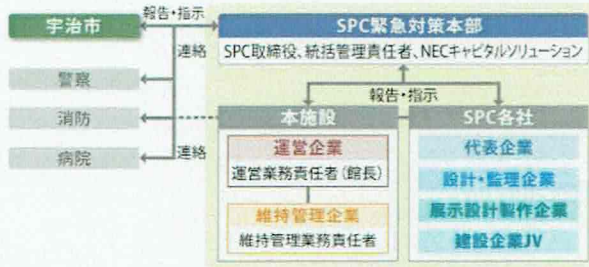 宇治市
報告・指示
連絡
SPC緊急対策本部
SPC取締役、統括管理責任者、NECキャピタルソリューション
警察
消防
病院
連絡
報告・指示
本施設
運営企業
運営業務責任者(館長)
維持管理企業
維持管理業務責任者
SPC各社
代表企業
設計・監理企業
展示設計製作企業
建設企業JV